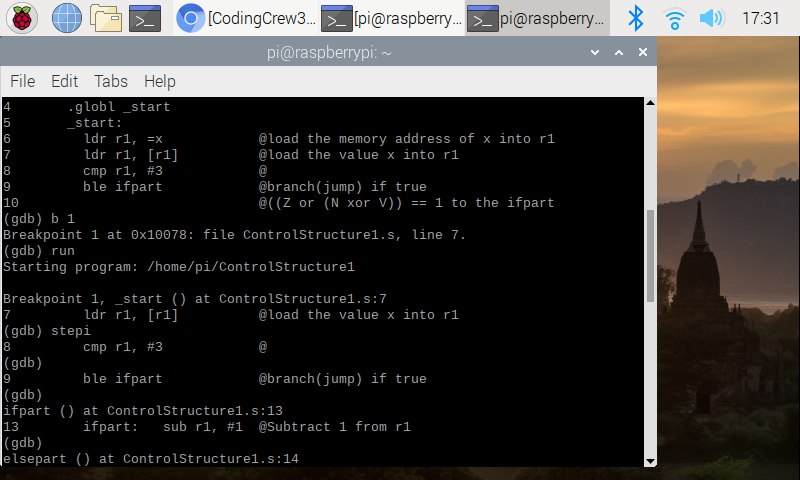 [CodingCrew3... [pi@raspberry... pi@raspberry... 17:31
pi@raspberrypi: ~
File Edit Tabs Help
4       .globl _start
5       _start:
6         ldr r1, =x            @load the memory address of x into r1
7         ldr r1, [r1]          @load the value x into r1
8         cmp r1, #3            @
9         ble ifpart            @branch(jump) if true
10                              @((Z or (N xor V)) == 1 to the ifpart
(gdb) b 1
Breakpoint 1 at 0x10078: file ControlStructure1.s, line 7.
(gdb) run
Starting program: /home/pi/ControlStructure1
Breakpoint 1, _start () at ControlStructure1.s:7
7         ldr r1, [r1]          @load the value x into r1
(gdb) stepi
8         cmp r1, #3            @
(gdb)
9         ble ifpart            @branch(jump) if true
(gdb)
ifpart () at ControlStructure1.s:13
13        ifpart:   sub r1, #1  @Subtract 1 from r1
(gdb)
elsepart () at ControlStructure1.s:14